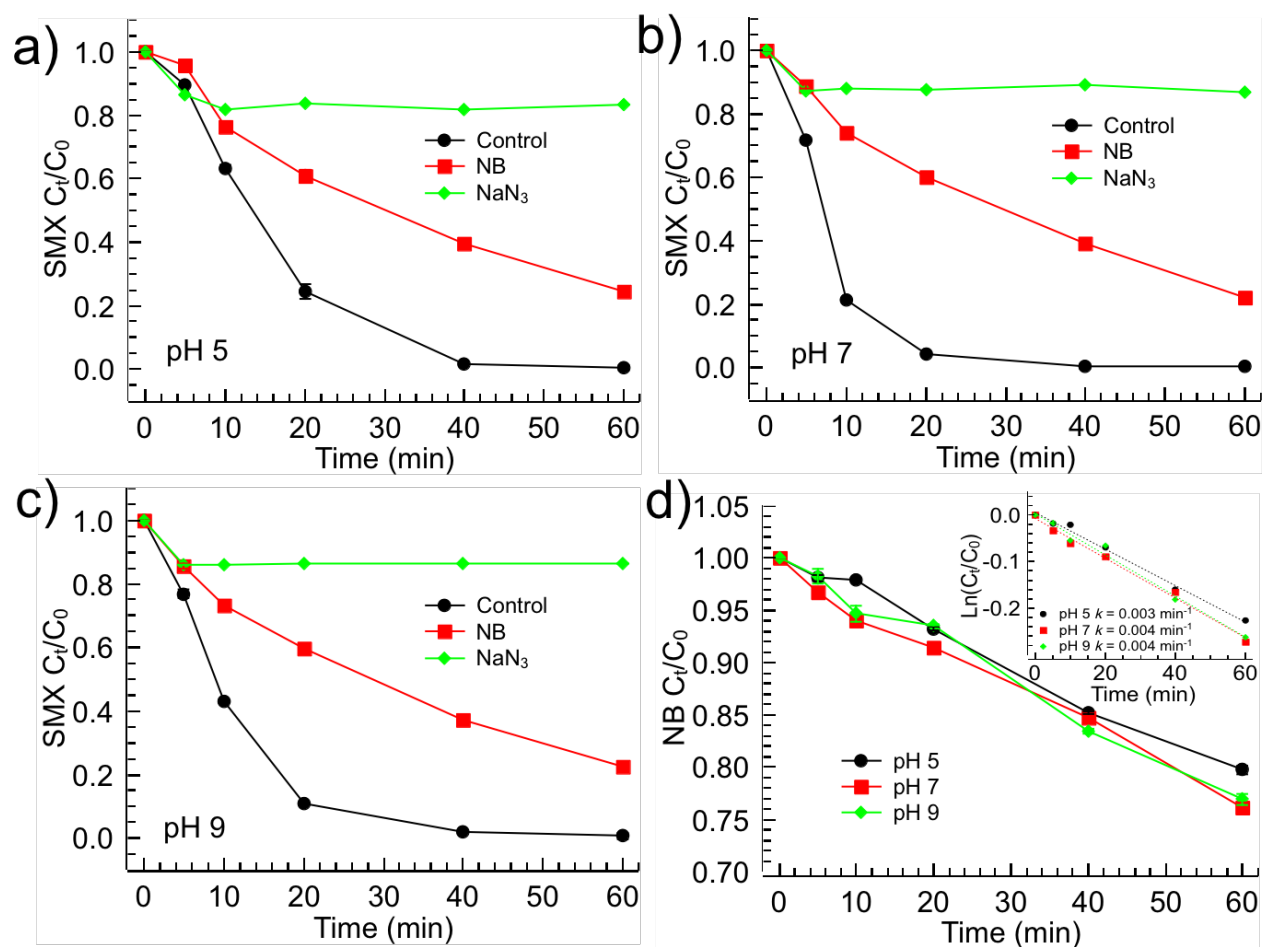 a)
SMX Cₜ/C₀
1.0
0.8
0.6
0.4
0.2
0.0
Control
NB
NaN₃
pH 5
0 10 20 30 40 50 60
Time (min)
b)
SMX Cₜ/C₀
1.0
0.8
0.6
0.4
0.2
0.0
Control
NB
NaN₃
pH 7
0 10 20 30 40 50 60
Time (min)
c)
SMX Cₜ/C₀
1.0
0.8
0.6
0.4
0.2
0.0
Control
NB
NaN₃
pH 9
0 10 20 30 40 50 60
Time (min)
d)
NB Cₜ/C₀
1.05
1.00
0.95
0.90
0.85
0.80
0.75
0.70
pH 5
pH 7
pH 9
0 10 20 30 40 50 60
Time (min)
Ln(Cₜ/C₀)
0.0
-0.1
-0.2
pH 5 k = 0.003 min⁻¹
pH 7 k = 0.004 min⁻¹
pH 9 k = 0.004 min⁻¹
0 10 20 30 40 50 60
Time (min)